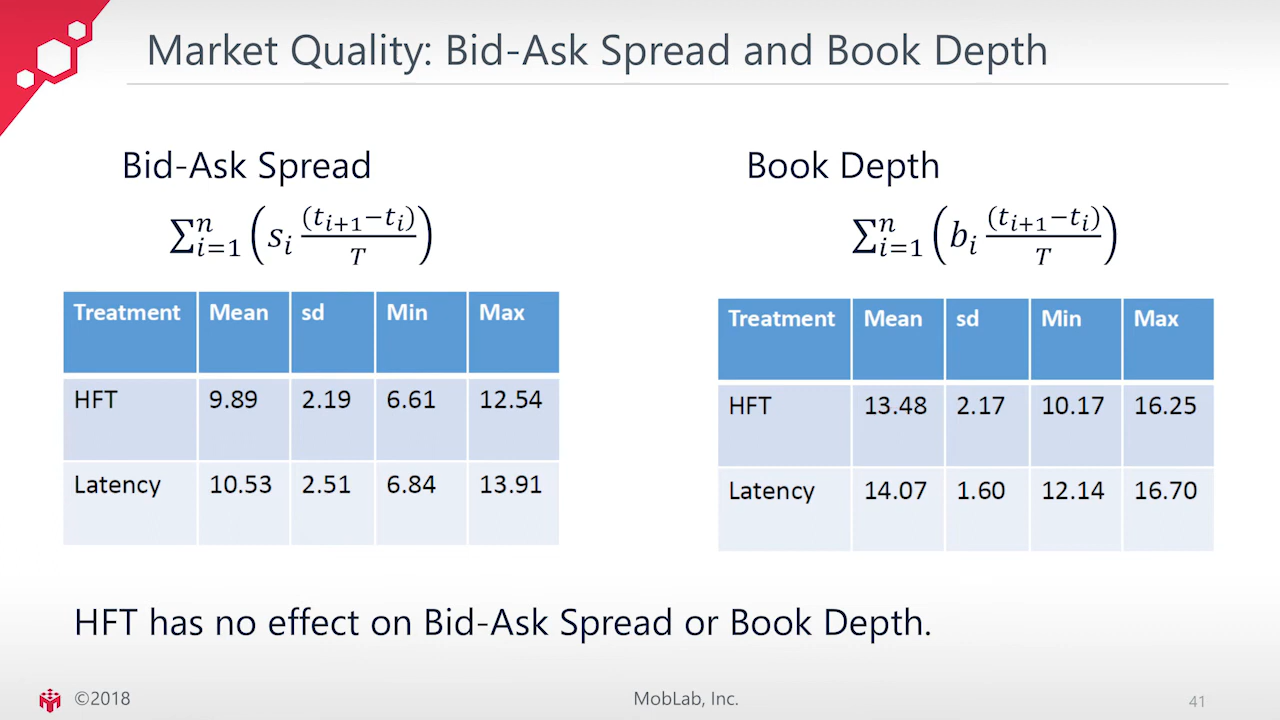 Market Quality: Bid-Ask Spread and Book Depth
Bid-Ask Spread
∑ⁿᵢ₌₁ (sᵢ (tᵢ₊₁−tᵢ)/T)
Treatment Mean sd Min Max
HFT 9.89 2.19 6.61 12.54
Latency 10.53 2.51 6.84 13.91
Book Depth
∑ⁿᵢ₌₁ (bᵢ (tᵢ₊₁−tᵢ)/T)
Treatment Mean sd Min Max
HFT 13.48 2.17 10.17 16.25
Latency 14.07 1.60 12.14 16.70
HFT has no effect on Bid-Ask Spread or Book Depth.
©2018 MobLab, Inc. 41